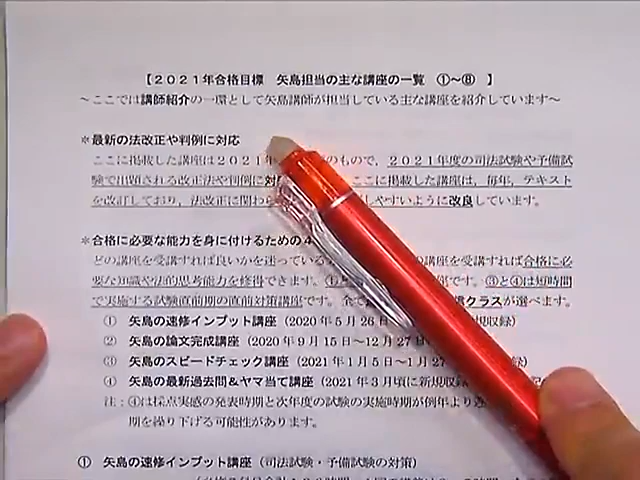 【２０２１年合格目標　矢島担当の主な講座の一覧　①～⑧　】
～ここでは講師紹介の一環として矢島講師が担当している主な講座を紹介しています～
＊最新の法改正や判例に対応
ここに掲載した講座は２０２１年 のもので，２０２１年度の司法試験や予備試
験で出題される改正法や判例に対 ここに掲載した講座は，毎年，テキスト
を改訂しており，法改正に関わら しやすいように改良しています。
＊合格に必要な能力を身に付けるための４
どの講座を受講すれば良いかを迷っている の講座を受講すれば合格に必
要な知識や法的思考能力を修得できます。 です。③と④は短時間
で実施する試験直前期の直前対策講座です。全て クラスが選べます。
①　矢島の速修インプット講座（２０２０年５月２６日 規収録）
②　矢島の論文完成講座（２０２０年９月１５日～１２月２７日
③　矢島のスピードチェック講座（２０２１年１月５日～１月２７ 録）
④　矢島の最新過去問＆ヤマ当て講座（２０２１年３月頃に新規収録
注：④は採点実感の発表時期と次年度の試験の実施時期が例年より遅
期を繰り下げる可能性があります。
①　矢島の速修インプット講座（司法試験・予備試験の対策）